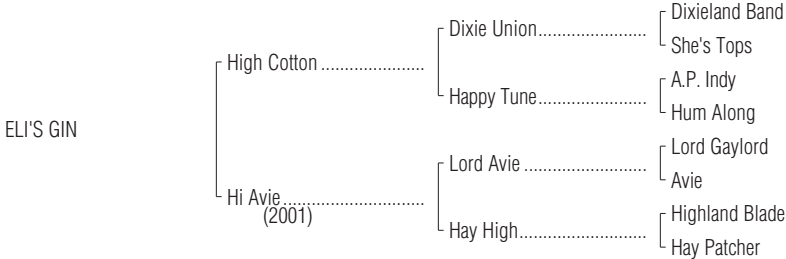 Dixieland Band
Dixie Union.......................
She's Tops
High Cotton ......................
A.P. Indy
Happy Tune.......................
Hum Along
ELI'S GIN
Lord Gaylord
Lord Avie ..........................
Avie
Hi Avie..............................
(2001)
Highland Blade
Hay High...........................
Hay Patcher